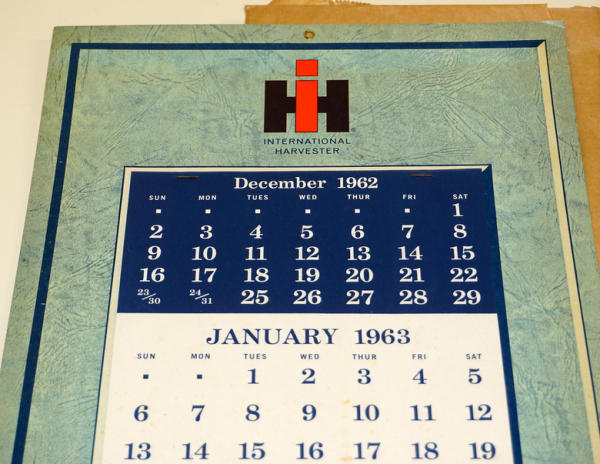 IH
INTERNATIONAL
HARVESTER
December 1962
SUN MON TUES WED THUR FRI SAT
1
2 3 4 5 6 7 8
9 10 11 12 13 14 15
16 17 18 19 20 21 22
23/30 24/31 25 26 27 28 29
JANUARY 1963
SUN MON TUES WED THUR FRI SAT
1 2 3 4 5
6 7 8 9 10 11 12
13 14 15 16 17 18 19